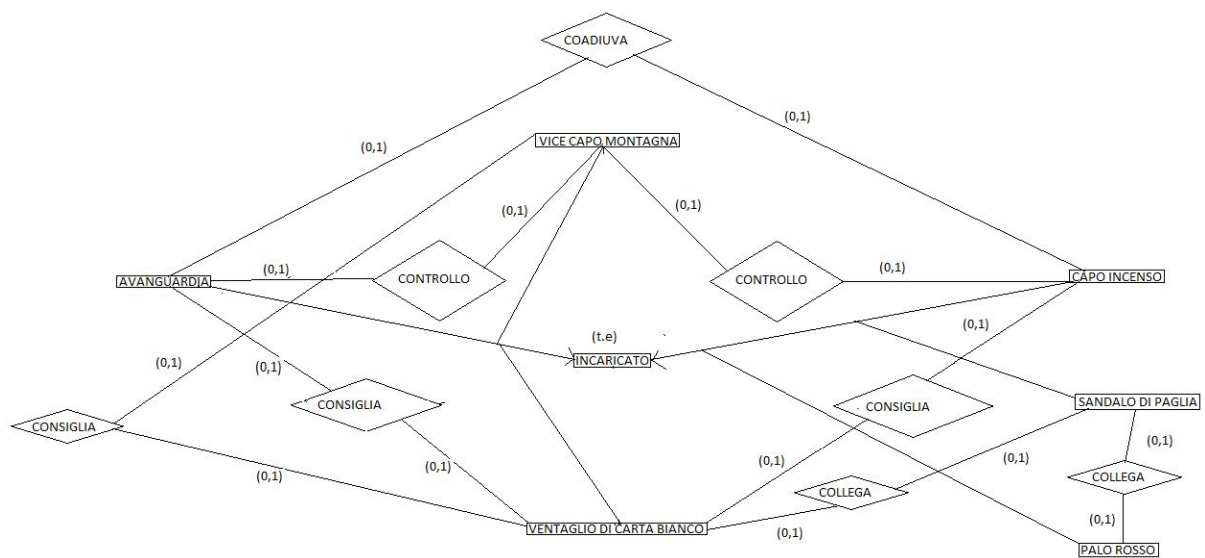 COADIUVA
(0,1)
(0,1)
VICE CAPO MONTAGNA
(0,1)
(0,1)
AVANGUARDIA
(0,1)
CONTROLLO
CONTROLLO
(0,1)
CAPO INCENSO
(t.e)
(0,1)
INCARICATO
(0,1)
(0,1)
CONSIGLIA
CONSIGLIA
CONSIGLIA
SANDALO DI PAGLIA
(0,1)
(0,1)
(0,1)
(0,1)
(0,1)
COLLEGA
COLLEGA
(0,1)
(0,1)
VENTAGLIO DI CARTA BIANCO
PALO ROSSO